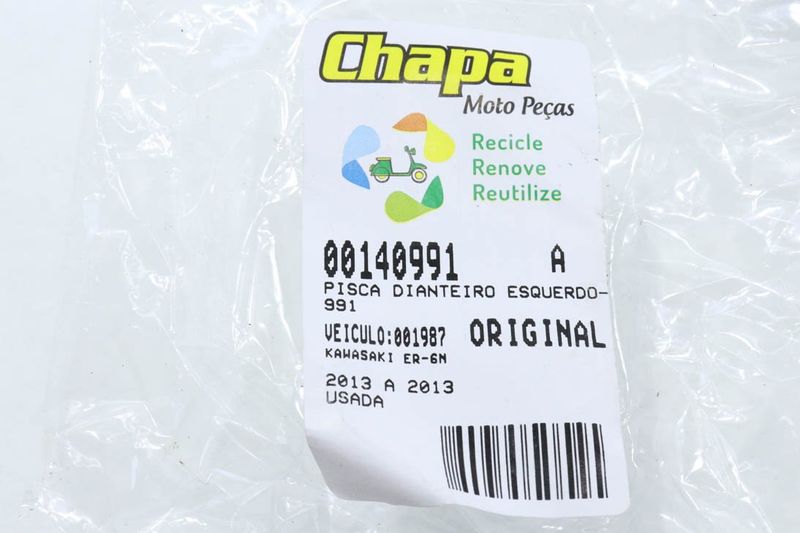 Chapa
Moto Peças
Recicle
Renove
Reutilize
00140991 A
PISCA DIANTEIRO ESQUERDO-
991
VEICULO:001987 ORIGINAL
KAWASAKI ER-6N
2013 A 2013
USADA